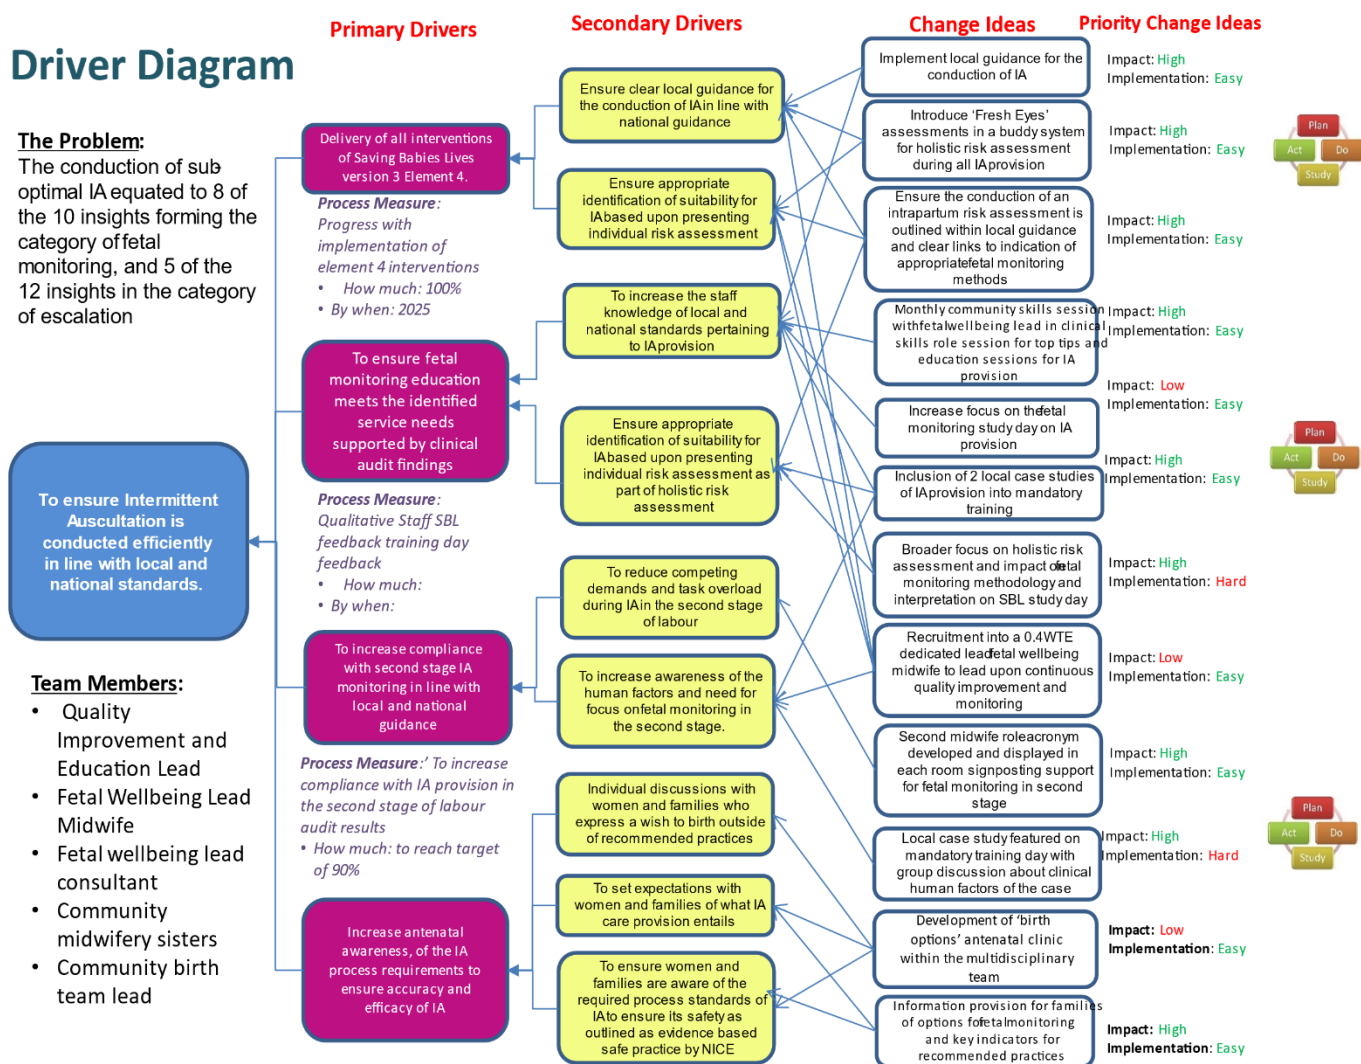 Driver Diagram
Primary Drivers
Secondary Drivers
Change Ideas
Priority Change Ideas
The Problem:
The conduction of sub-
optimal IA equated to 8 of
the 10 insights forming the
category of fetal
monitoring, and 5 of the
12 insights in the category
of escalation
To ensure Intermittent
Auscultation is
conducted efficiently
in line with local and
national standards.
Team Members:
• Quality
Improvement and
Education Lead
• Fetal Wellbeing Lead
Midwife
• Fetal wellbeing lead
consultant
• Community
midwifery sisters
• Community birth
team lead
Delivery of all interventions
of Saving Babies Lives
version 3 Element 4.
Process Measure:
Progress with
implementation of
element 4 interventions
• How much: 100%
• By when: 2025
To ensure fetal
monitoring education
meets the identified
service needs
supported by clinical
audit findings
Process Measure:
Qualitative Staff SBL
feedback training day
feedback
• How much:
• By when:
To increase compliance
with second stage IA
monitoring in line with
local and national
guidance
Process Measure:' To increase
compliance with IA provision in
the second stage of labour
audit results
• How much: to reach target
of 90%
Increase antenatal
awareness, of the IA
process requirements to
ensure accuracy and
efficacy of IA
Ensure clear local guidance for
the conduction of IA in line with
national guidance
Ensure appropriate
identification of suitability for
IA based upon presenting
individual risk assessment
To increase the staff
knowledge of local and
national standards pertaining
to IA provision
Ensure appropriate
identification of suitability for
IA based upon presenting
individual risk assessment as
part of holistic risk
assessment
To reduce competing
demands and task overload
during IA in the second stage
of labour
To increase awareness of the
human factors and need for
focus on fetal monitoring in
the second stage.
Individual discussions with
women and families who
express a wish to birth outside
of recommended practices
To set expectations with
women and families of what IA
care provision entails
To ensure women and
families are aware of the
required process standards of
IA to ensure its safety as
outlined as evidence based
safe practice by NICE
Implement local guidance for the
conduction of IA
Introduce 'Fresh Eyes'
assessments in a buddy system
for holistic risk assessment
during all IA provision
Ensure the conduction of an
intrapartum risk assessment is
outlined within local guidance
and clear links to indication of
appropriate fetal monitoring
methods
Monthly community skills session
with fetal wellbeing lead in clinical
skills role session for top tips and
education sessions for IA
provision
Increase focus on the fetal
monitoring study day on IA
provision
Inclusion of 2 local case studies
of IA provision into mandatory
training
Broader focus on holistic risk
assessment and impact on fetal
monitoring methodology and
interpretation on SBL study day
Recruitment into a 0.4WTE
dedicated lead fetal wellbeing
midwife to lead upon continuous
quality improvement and
monitoring
Second midwife role acronym
developed and displayed in
each room signposting support
for fetal monitoring in second
stage
Local case study featured on
mandatory training day with
group discussion about clinical
human factors of the case
Development of 'birth
options' antenatal clinic
within the multidisciplinary
team
Information provision for families
of options for fetal monitoring
and key indicators for
recommended practices
Impact: High
Implementation: Easy
Impact: High
Implementation: Easy
Impact: High
Implementation: Easy
Impact: High
Implementation: Easy
Impact: Low
Implementation: Easy
Impact: High
Implementation: Easy
Impact: High
Implementation: Hard
Impact: Low
Implementation: Easy
Impact: High
Implementation: Easy
Impact: High
Implementation: Hard
Impact: Low
Implementation: Easy
Impact: High
Implementation: Easy
Plan
Act
Do
Study
Plan
Act
Do
Study
Plan
Act
Do
Study